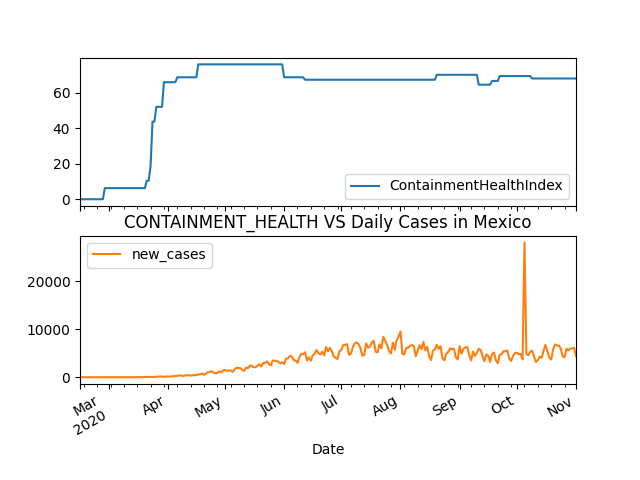 60
40
20
0
ContainmentHealthIndex
CONTAINMENT_HEALTH VS Daily Cases in Mexico
new_cases
20000
10000
0
Mar
2020
Apr
May
Jun
Jul
Aug
Sep
Oct
Nov
Date